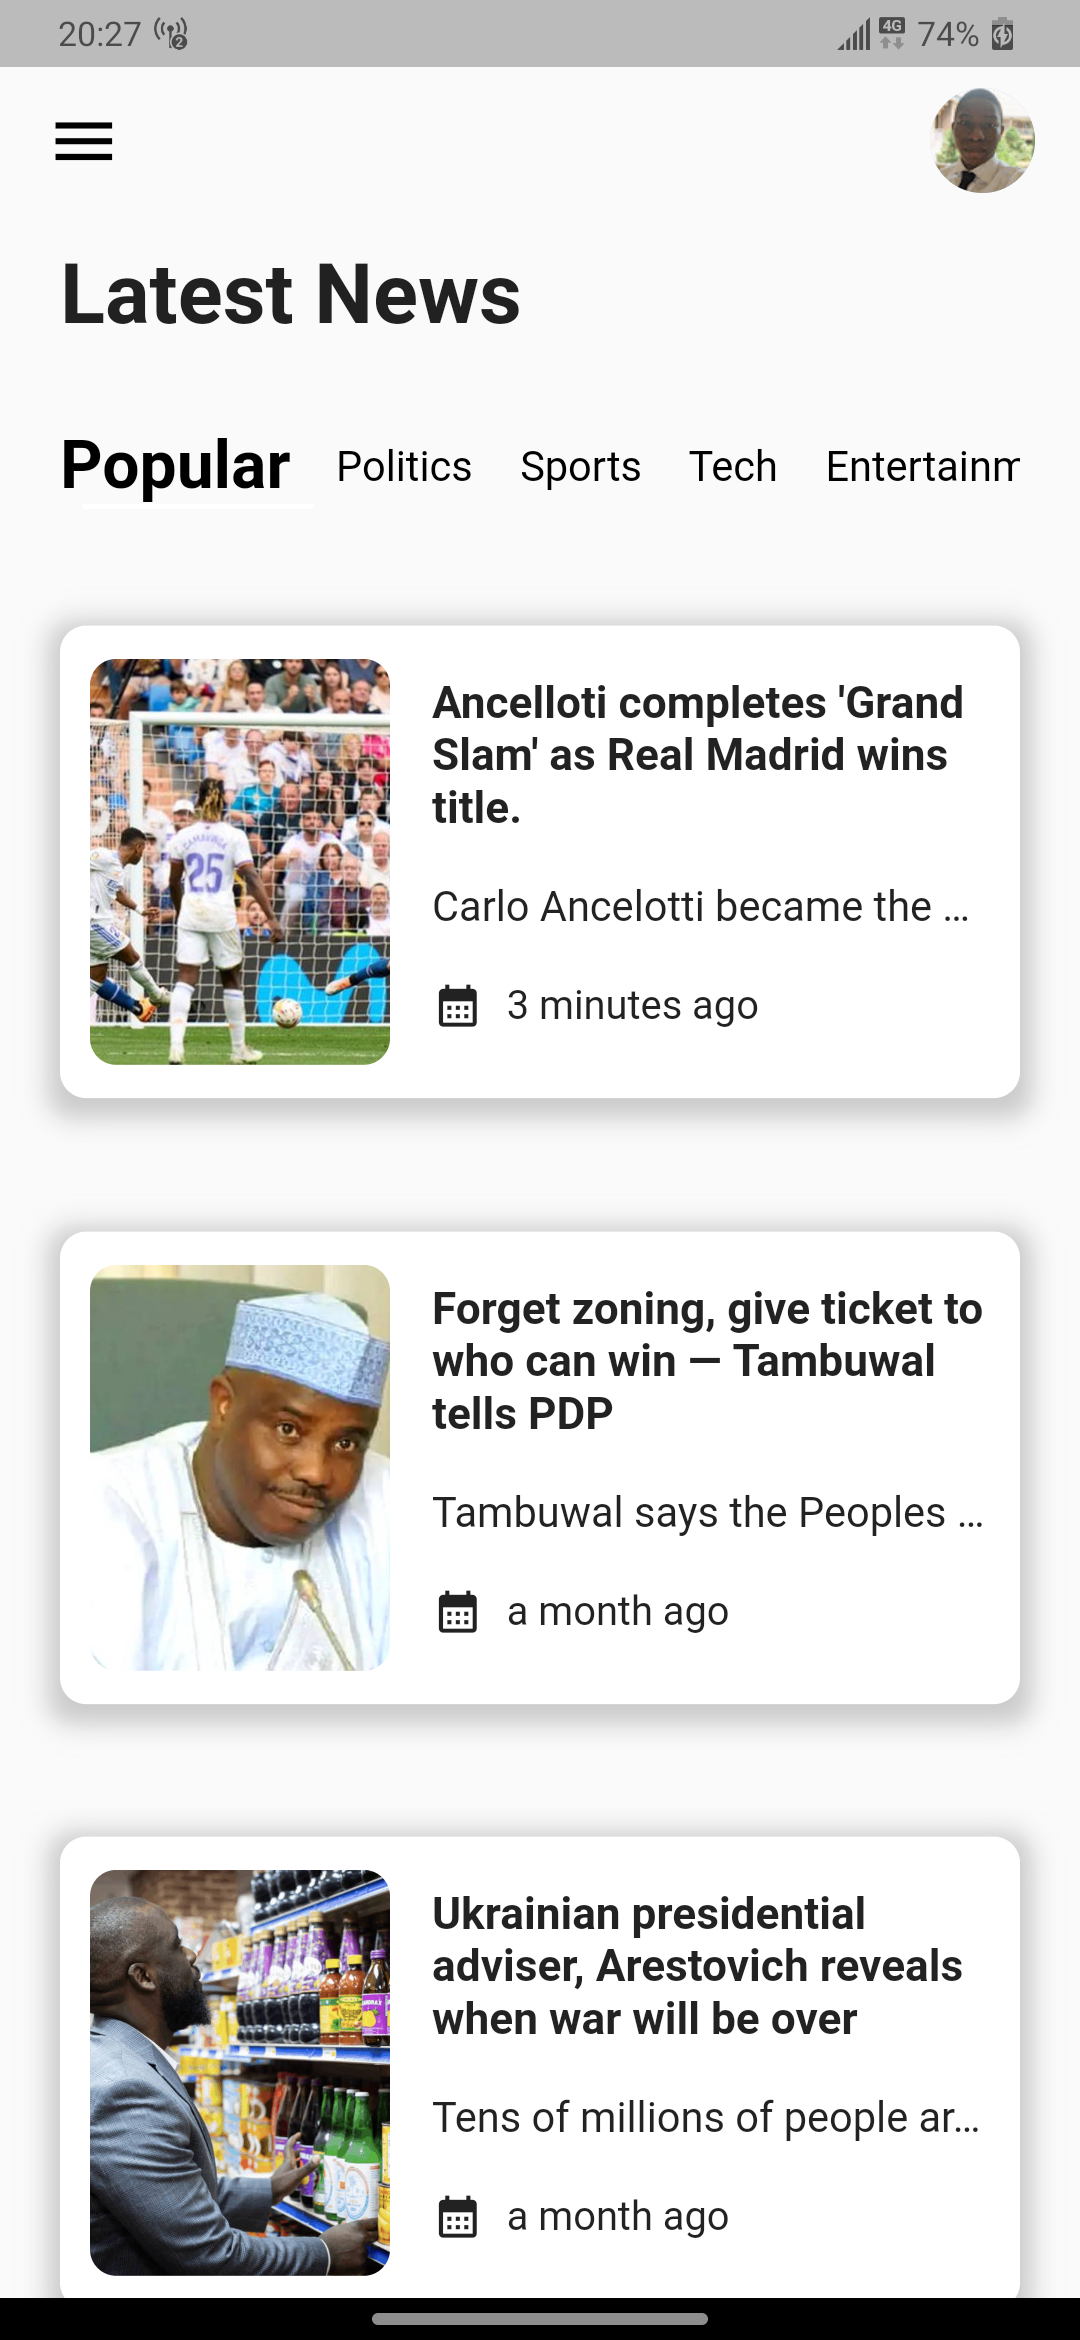 20:27 2 4G 74%
Latest News
Popular Politics Sports Tech Entertainm
Ancelloti completes 'Grand
Slam' as Real Madrid wins
title.
Carlo Ancelotti became the ...
3 minutes ago
CAMAVINGA
25
Forget zoning, give ticket to
who can win — Tambuwal
tells PDP
Tambuwal says the Peoples ...
a month ago
Ukrainian presidential
adviser, Arestovich reveals
when war will be over
Tens of millions of people ar...
a month ago